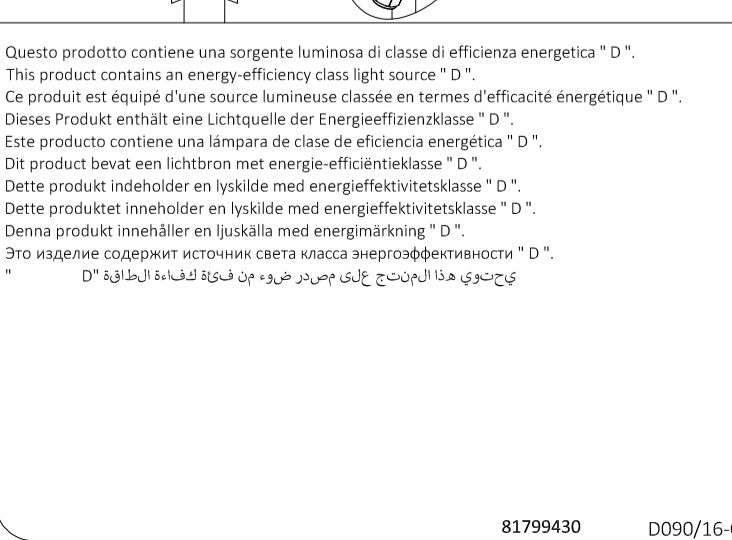 Questo prodotto contiene una sorgente luminosa di classe di efficienza energetica " D ".
This product contains an energy-efficiency class light source " D ".
Ce produit est équipé d'une source lumineuse classée en termes d'efficacité énergétique " D ".
Dieses Produkt enthält eine Lichtquelle der Energieeffizienzklasse " D ".
Este producto contiene una lámpara de clase de eficiencia energética " D ".
Dit product bevat een lichtbron met energie-efficiëntieklasse " D ".
Dette produkt indeholder en lyskilde med energieffektivitetsklasse " D ".
Dette produktet inneholder en lyskilde med energieffektivitetsklasse " D ".
Denna produkt innehåller en ljuskälla med energimärkning " D ".
Это изделие содержит источник света класса энергоэффективности " D ".
يحتوي هذا المنتج على مصدر ضوء من فئة كفاءة الطاقة "D "
81799430 D090/16-